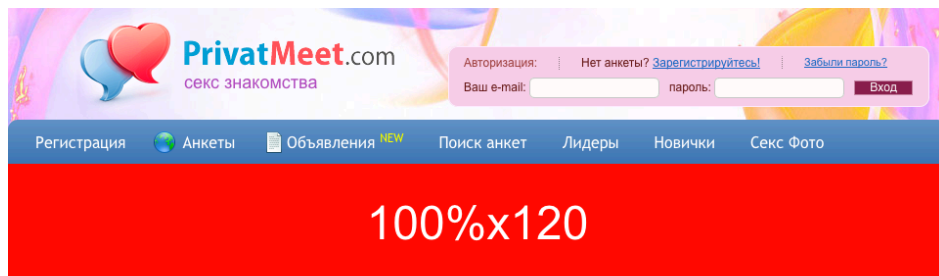 PrivatMeet.com
секс знакомства
Авторизация: Нет анкеты? Зарегистрируйтесь! Забыли пароль?
Ваш e-mail: пароль: Вход
Регистрация Анкеты Объявления NEW Поиск анкет Лидеры Новички Секс Фото
100%x120